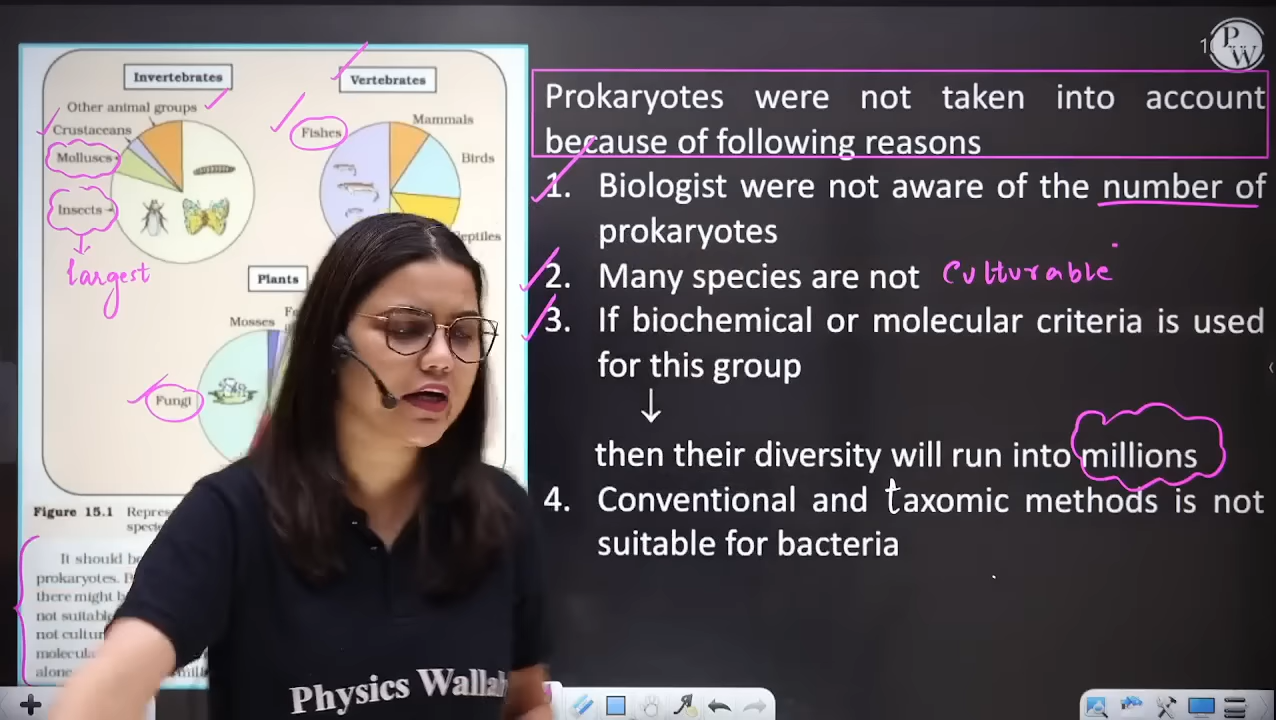 Invertebrates
Vertebrates
Other animal groups
Crustaceans
Molluscs
Insects
largest
Fishes
Mammals
Birds
Plants
Mosses
Fungi
Figure 15.1
It should
prokaryotes.
there might
not suitable
not
alone
P
W W
Prokaryotes were not taken into account
because of following reasons
1. Biologist were not aware of the number of
prokaryotes
2. Many species are not Culturable
3. If biochemical or molecular criteria is used
for this group
↓
then their diversity will run into millions
4. Conventional and taxomic methods is not
suitable for bacteria
Physics Wallah